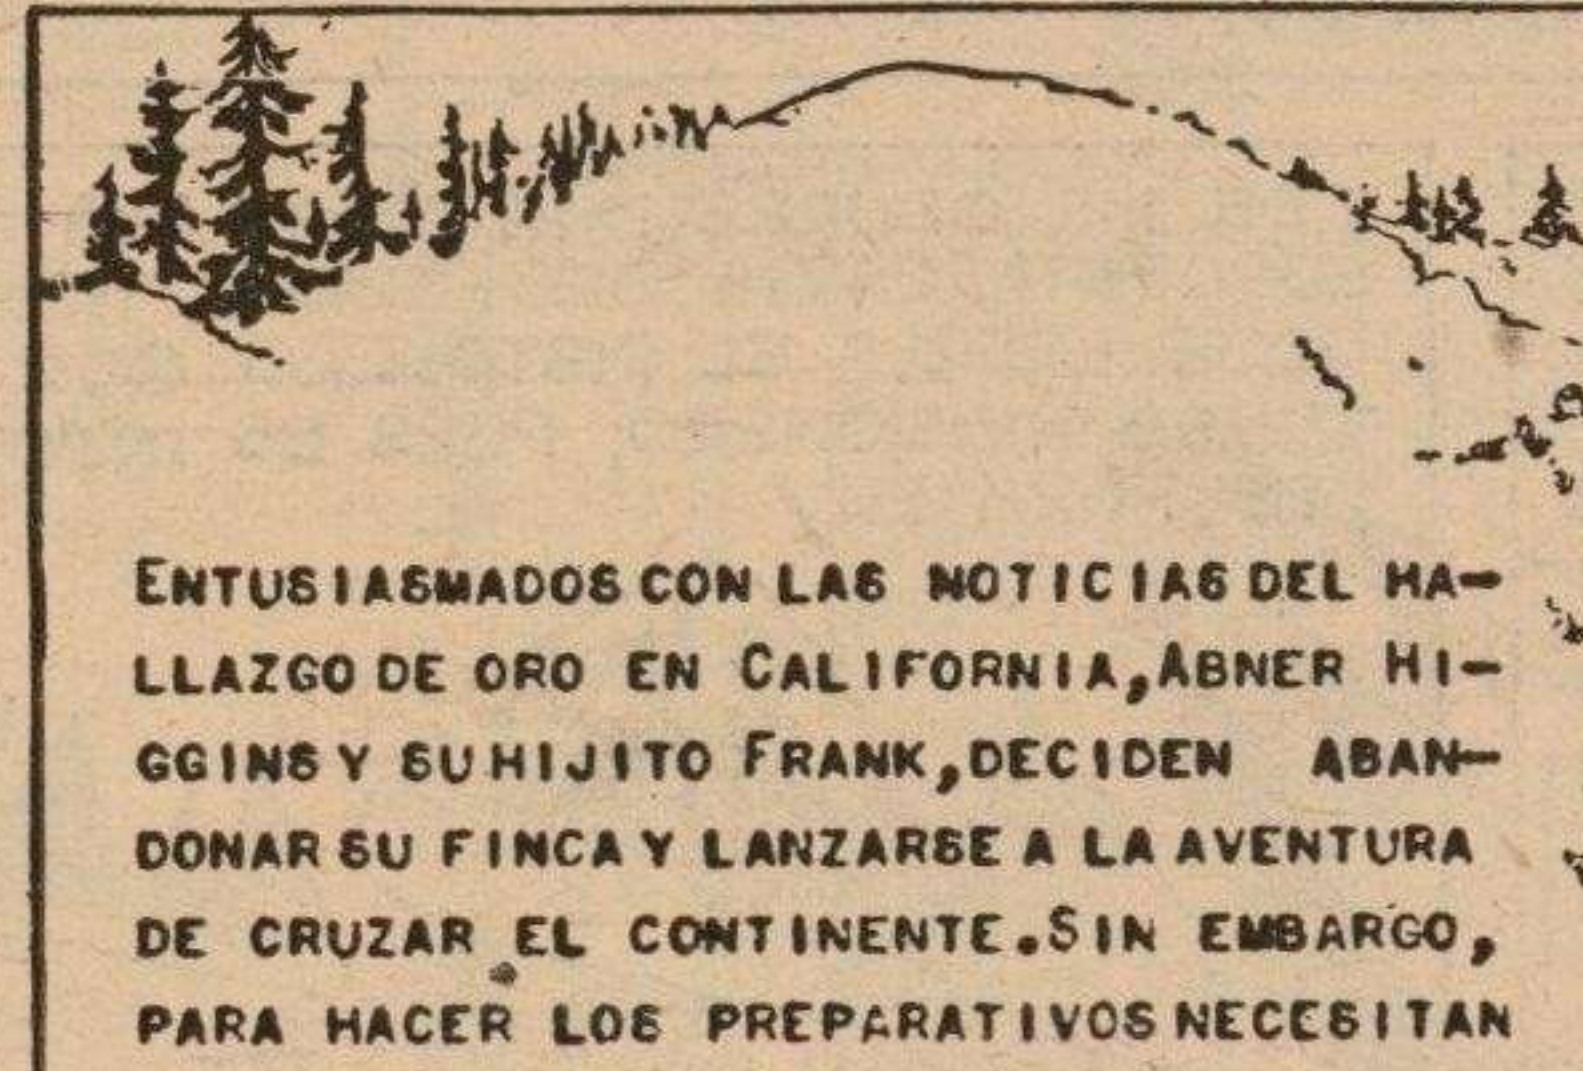 ENTUSIASMADOS CON LAS NOTICIAS DEL HA-
LLAZGO DE ORO EN CALIFORNIA, ABNER HI-
GGINS Y SU HIJITO FRANK, DECIDEN ABAN-
DONAR SU FINCA Y LANZARSE A LA AVENTURA
DE CRUZAR EL CONTINENTE. SIN EMBARGO,
PARA HACER LOS PREPARATIVOS NECESITAN